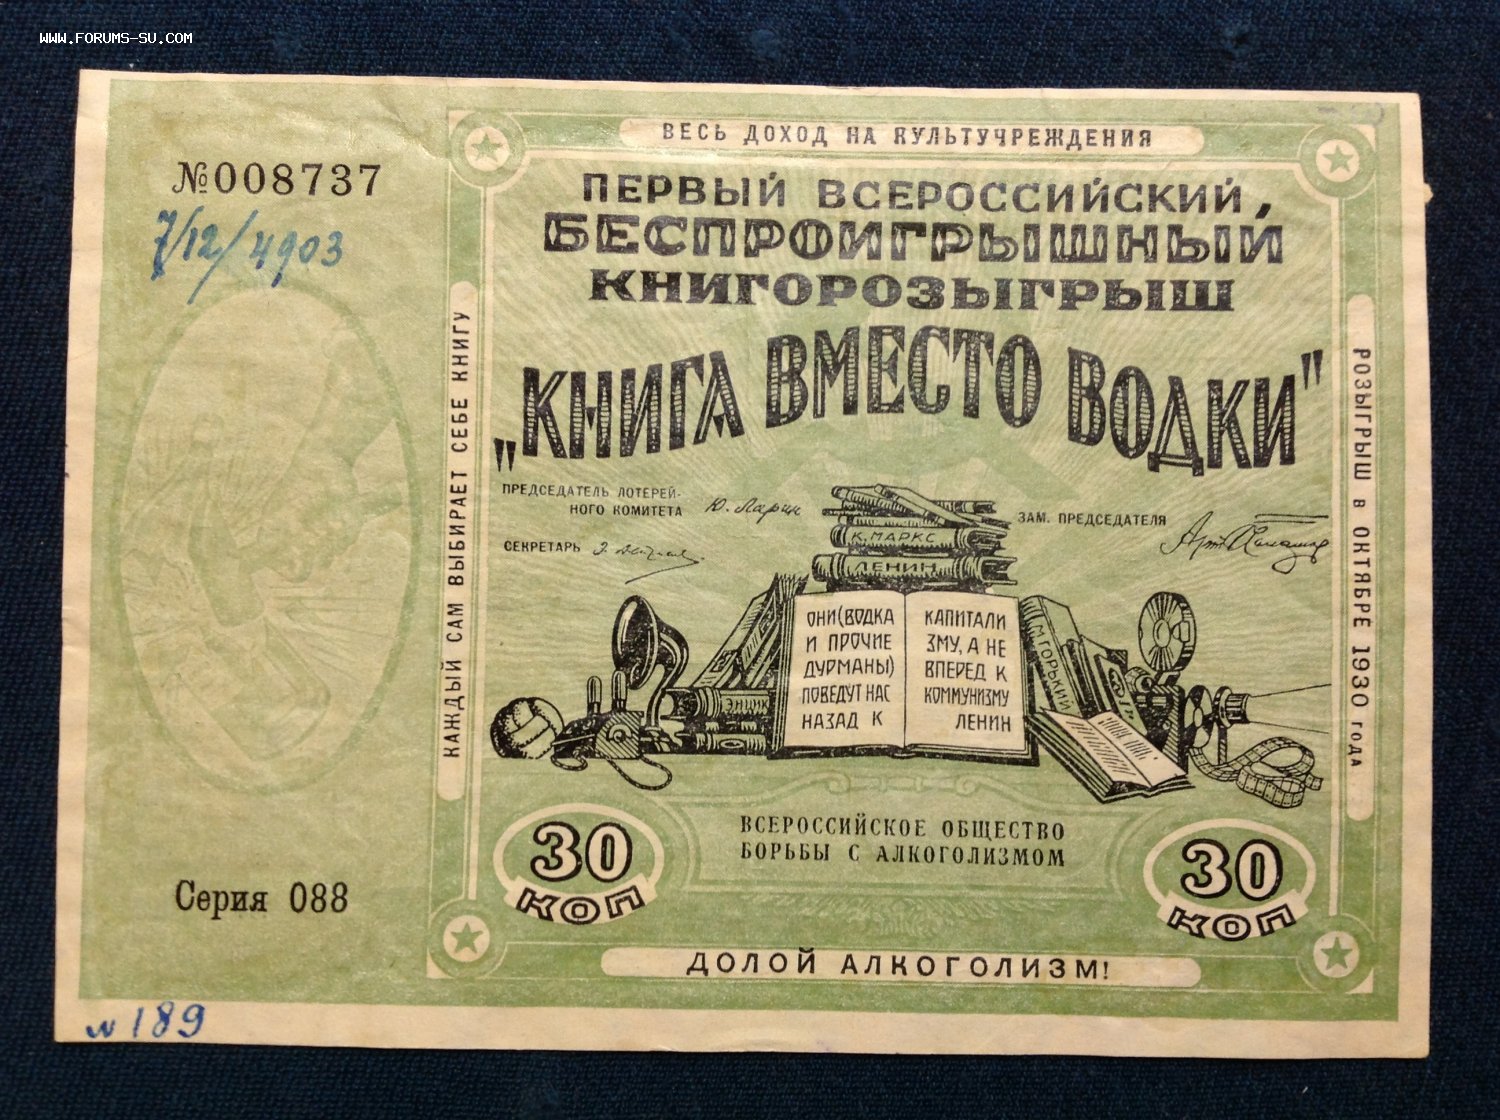 WWW.FORUMS-SU.COM
№008737
7/12/4903
Серия 088
№ 189
КАЖДЫЙ САМ ВЫБИРАЕТ СЕБЕ КНИГУ
ВЕСЬ ДОХОД НА КУЛЬТУЧРЕЖДЕНИЯ
ПЕРВЫЙ ВСЕРОССИЙСКИЙ,
БЕСПРОИГРЫШНЫЙ
КНИГОРОЗЫГРЫШ
„КНИГА ВМЕСТО ВОДКИ"
ПРЕДСЕДАТЕЛЬ ЛОТЕРЕЙ-
НОГО КОМИТЕТА Ю. Ларин
СЕКРЕТАРЬ
ЗАМ. ПРЕДСЕДАТЕЛЯ
К. МАРКС
ЛЕНИН
ОНИ (ВОДКА
И ПРОЧИЕ
ДУРМАНЫ)
ПОВЕДУТ НАС
НАЗАД К
КАПИТАЛИ
ЗМУ, А НЕ
ВПЕРЕД К
КОММУНИЗМУ
ЛЕНИН
ЭНЦИК
М ГОРЬКИЙ
РОЗЫГРЫШ в ОКТЯБРЕ 1930 года
30
КОП
ВСЕРОССИЙСКОЕ ОБЩЕСТВО
БОРЬБЫ С АЛКОГОЛИЗМОМ
30
КОП
ДОЛОЙ АЛКОГОЛИЗМ!